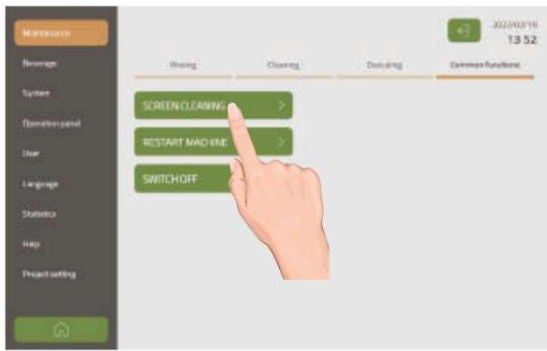 Maintenance
2022/02/16
13:52
Beverage
Rinsing
Cleaning
Descaling
Common functions
System
SCREEN CLEANING
Operation panel
RESTART MACHINE
User
SWITCH OFF
Language
Statistics
Help
Project setting